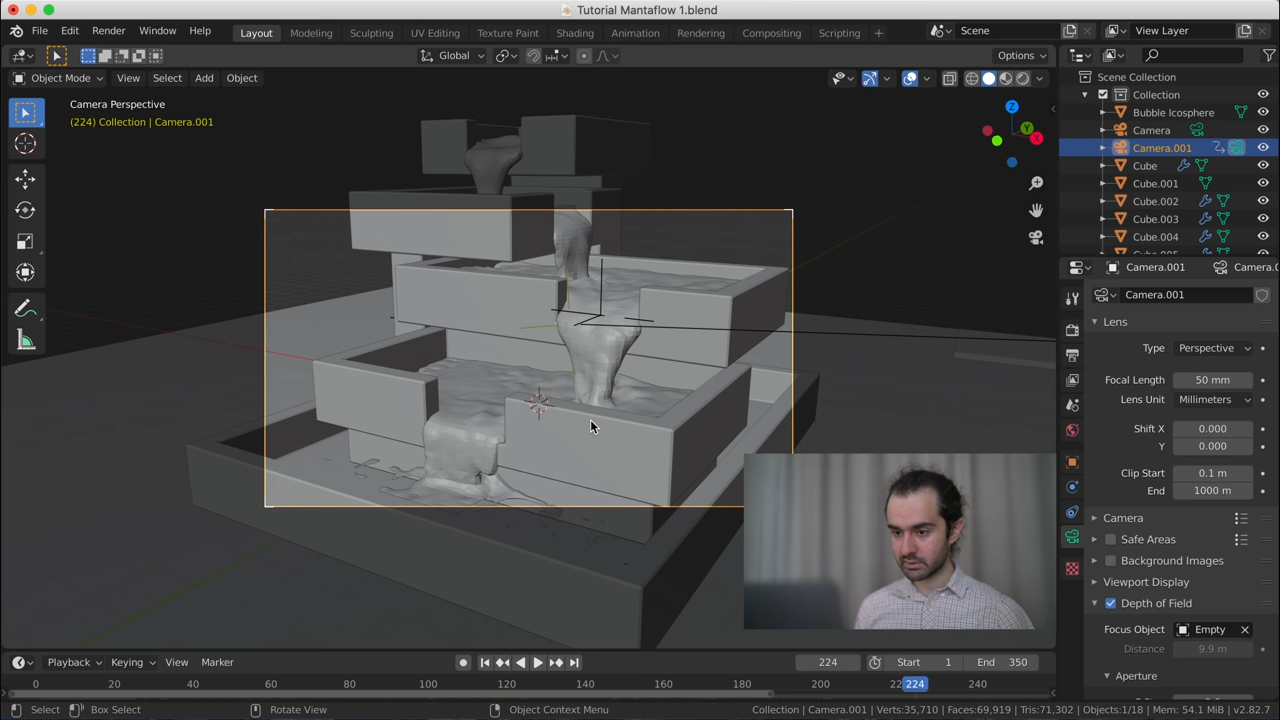 Tutorial Mantaflow 1.blend
File Edit Render Window Help Layout Modeling Sculpting UV Editing Texture Paint Shading Animation Rendering Compositing Scripting + Scene View Layer
Global Options
Object Mode View Select Add Object
Camera Perspective
(224) Collection | Camera.001
Z
Y
X
Scene Collection
Collection
Bubble Icosphere
Camera
Camera.001
Cube
Cube.001
Cube.002
Cube.003
Cube.004
Camera.001 Camera.0
Camera.001
Lens
Type Perspective
Focal Length 50 mm
Lens Unit Millimeters
Shift X 0.000
Y 0.000
Clip Start 0.1 m
End 1000 m
Camera
Safe Areas
Background Images
Viewport Display
Depth of Field
Focus Object Empty
Distance 9.9 m
Aperture
Playback Keying View Marker 224 Start 1 End 350
0 20 40 60 80 100 120 140 160 180 200 224 240
Select Box Select Rotate View Object Context Menu Collection | Camera.001 | Verts:35,710 | Faces:69,919 | Tris:71,302 | Objects:1/18 | Mem: 54.1 MiB | v2.82.7